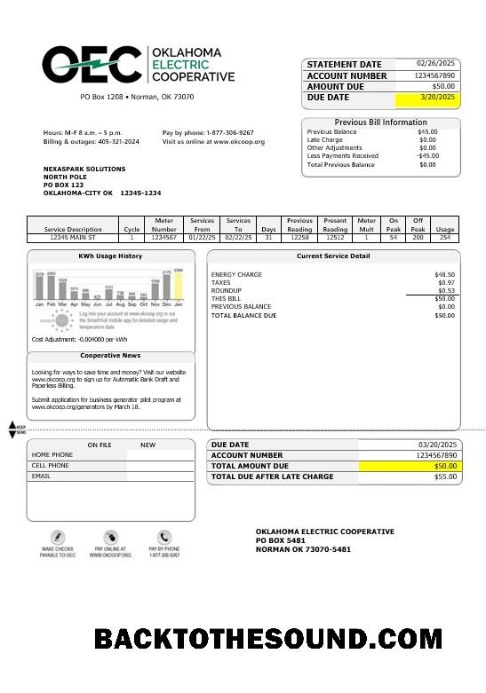 OEC OKLAHOMA
ELECTRIC
COOPERATIVE
PO Box 1208 • Norman, OK 73070
STATEMENT DATE 02/26/2025
ACCOUNT NUMBER 1234567890
AMOUNT DUE $50.00
DUE DATE 3/20/2025
Previous Bill Information
Previous Balance $45.00
Late Charge $0.00
Other Adjustments $0.00
Less Payments Received -$45.00
Total Previous Balance $0.00
Hours: M-F 8 a.m. – 5 p.m. Pay by phone: 1-877-306-9267
Billing & outages: 405-321-2024 Visit us online at www.okcoop.org
NEXASPARK SOLUTIONS
NORTH POLE
PO BOX 123
OKLAHOMA-CITY OK 12345-1234
Meter Services Services Previous Present Meter On Off
Service Description Cycle Number From To Days Reading Reading Mult Peak Peak Usage
12345 MAIN ST 1 1234567 01/22/25 02/22/25 31 12258 12512 1 54 200 254
KWh Usage History
Jan Feb Mar Apr May Jun Jul Aug Sep Oct Nov Dec Jan
Log into your account at www.okcoop.org or via
the SmartHub mobile app for detailed usage and
temperature data
Cost Adjustment: -0.004000 per kWh
Cooperative News
Looking for ways to save time and money? Visit our website
www.okcoop.org to sign up for Automatic Bank Draft and
Paperless Billing.
Submit application for business generator pilot program at
www.okcoop.org/generators by March 18.
Current Service Detail
ENERGY CHARGE $48.50
TAXES $0.97
ROUNDUP $0.53
THIS BILL $50.00
PREVIOUS BALANCE $0.00
TOTAL BALANCE DUE $50.00
KEEP
SEND
ON FILE NEW
HOME PHONE
CELL PHONE
EMAIL
DUE DATE 03/20/2025
ACCOUNT NUMBER 1234567890
TOTAL AMOUNT DUE $50.00
TOTAL DUE AFTER LATE CHARGE $55.00
MAKE CHECKS PAYABLE TO OEC
PAY ONLINE AT WWW.OKCOOP.ORG
PAY BY PHONE 1-877-306-9267
OKLAHOMA ELECTRIC COOPERATIVE
PO BOX 5481
NORMAN OK 73070-5481
BACKTOTHESOUND.COM